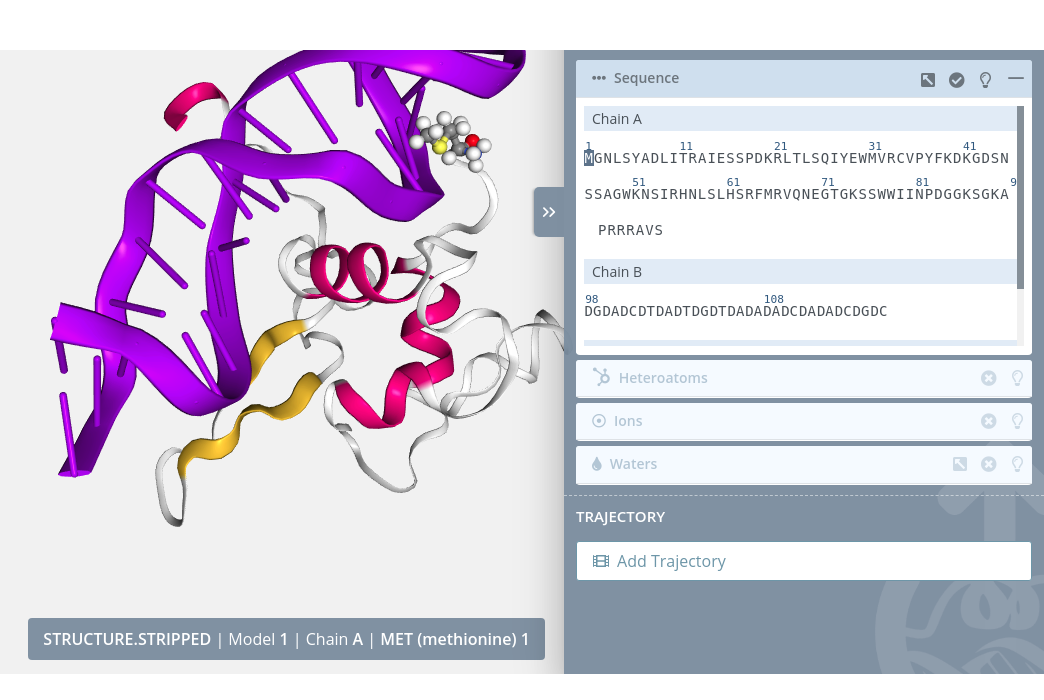 Sequence
Chain A
1 11 21 31 41
MGNLSYADLITRAIESSPDKRLTLSQIYEWMVRCVPYFKDKGDSN
51 61 71 81 9
SSAGWKNSIRHNLSLHSRFMRVQNEGTGKSSWWIINPDGGKSGKA
PRRRAVS
Chain B
98 108
DGDADCDTDADTDGDTDADADADCDADADCDGDC
Heteroatoms
Ions
Waters
TRAJECTORY
Add Trajectory
STRUCTURE.STRIPPED | Model 1 | Chain A | MET (methionine) 1